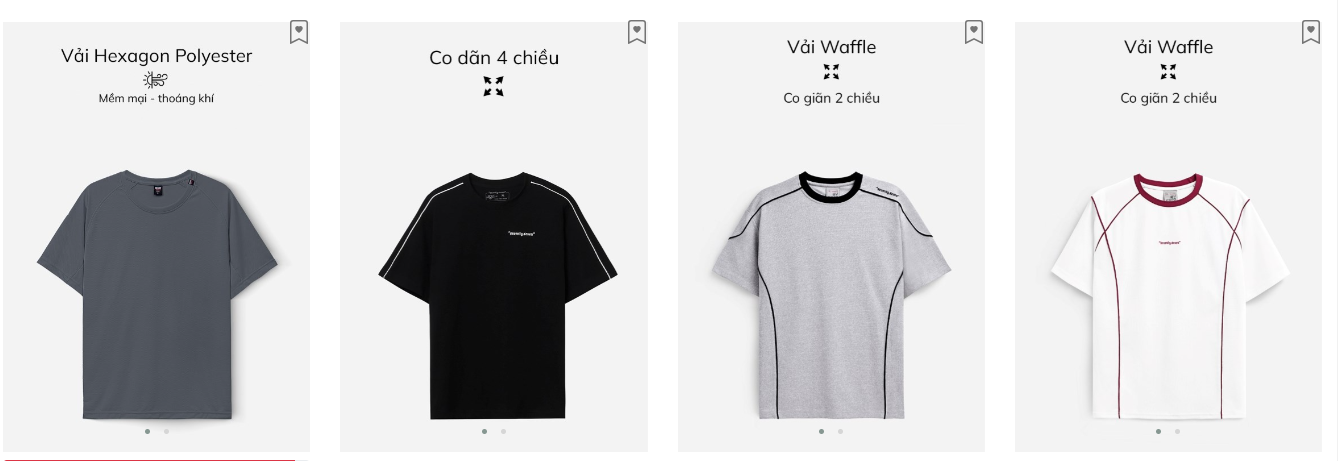 Vải Hexagon Polyester
Mềm mại - thoáng khí
Co dãn 4 chiều
Vải Waffle
Co giãn 2 chiều
Vải Waffle
Co giãn 2 chiều